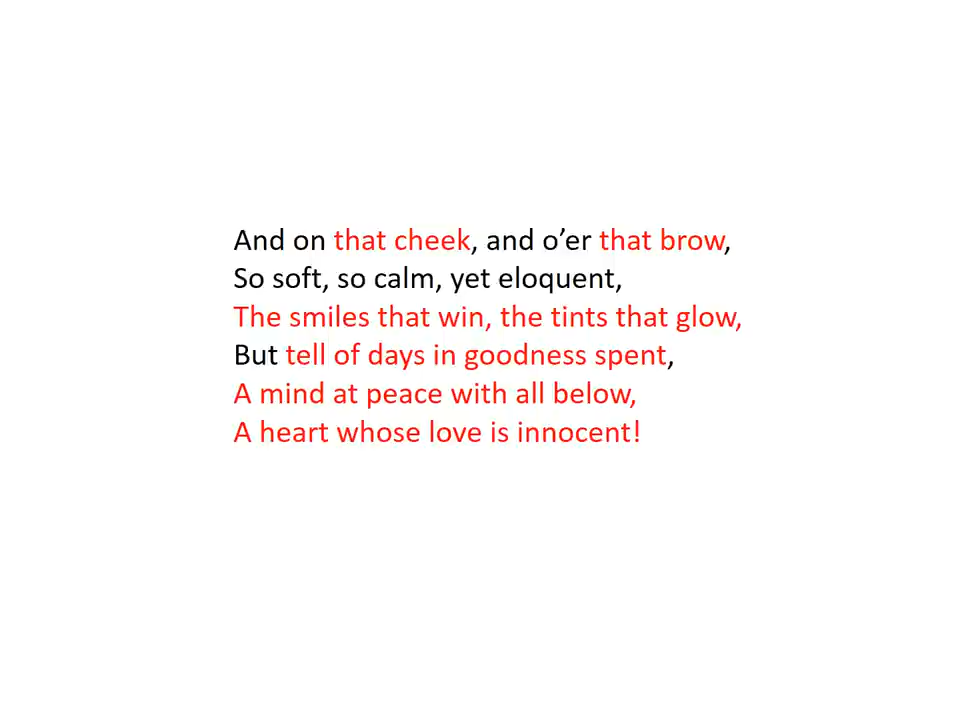 And on that cheek, and o’er that brow,
So soft, so calm, yet eloquent,
The smiles that win, the tints that glow,
But tell of days in goodness spent,
A mind at peace with all below,
A heart whose love is innocent!